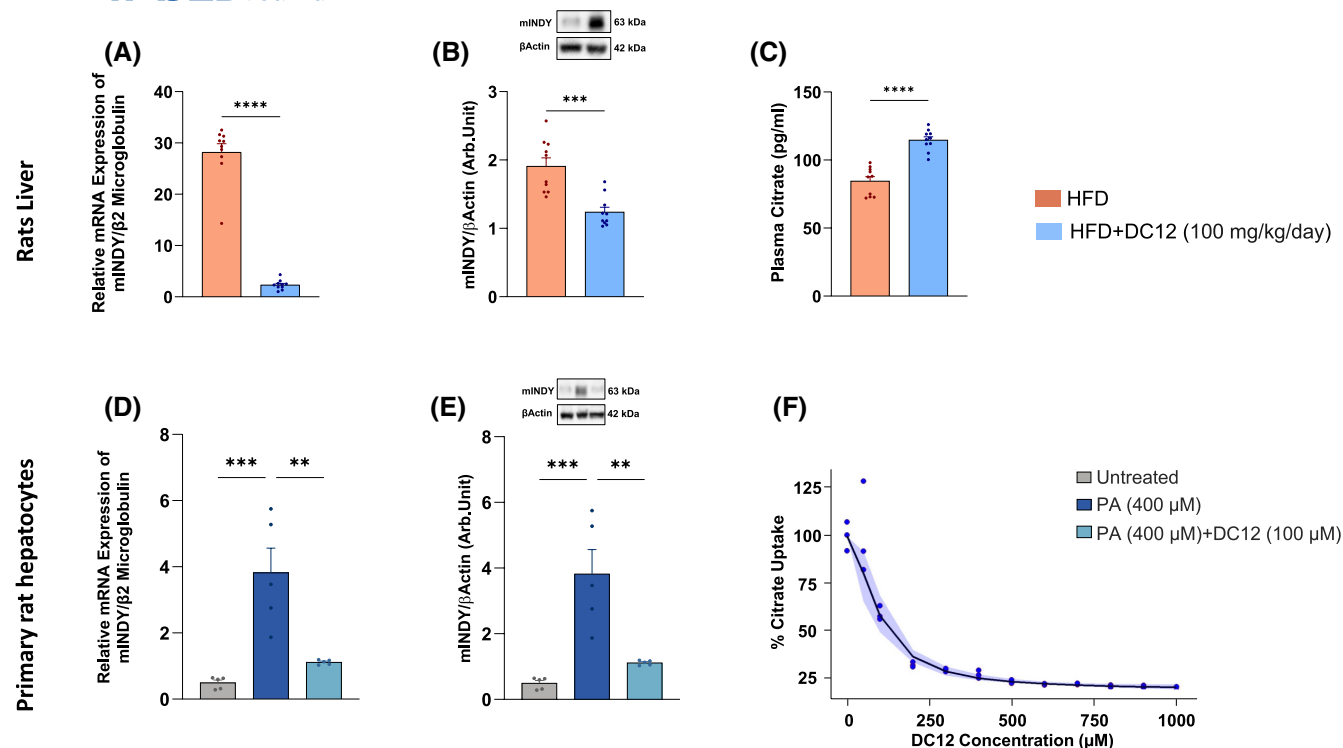 (A)
Relative mRNA Expression of
mINDY/β2 Microglobulin
40
30
20
10
0
****
(B)
mINDY
63 kDa
βActin
42 kDa
mINDY/βActin (Arb.Unit)
3
2
1
0
***
(C)
Plasma Citrate (pg/ml)
150
100
50
0
****
Rats Liver
HFD
HFD+DC12 (100 mg/kg/day)
(D)
Relative mRNA Expression of
mINDY/β2 Microglobulin
8
6
4
2
0
***
**
(E)
mINDY
63 kDa
βActin
42 kDa
mINDY/βActin (Arb.Unit)
8
6
4
2
0
***
**
(F)
% Citrate Uptake
125
100
75
50
25
0
250
500
750
1000
DC12 Concentration (µM)
Untreated
PA (400 µM)
PA (400 µM)+DC12 (100 µM)
Primary rat hepatocytes